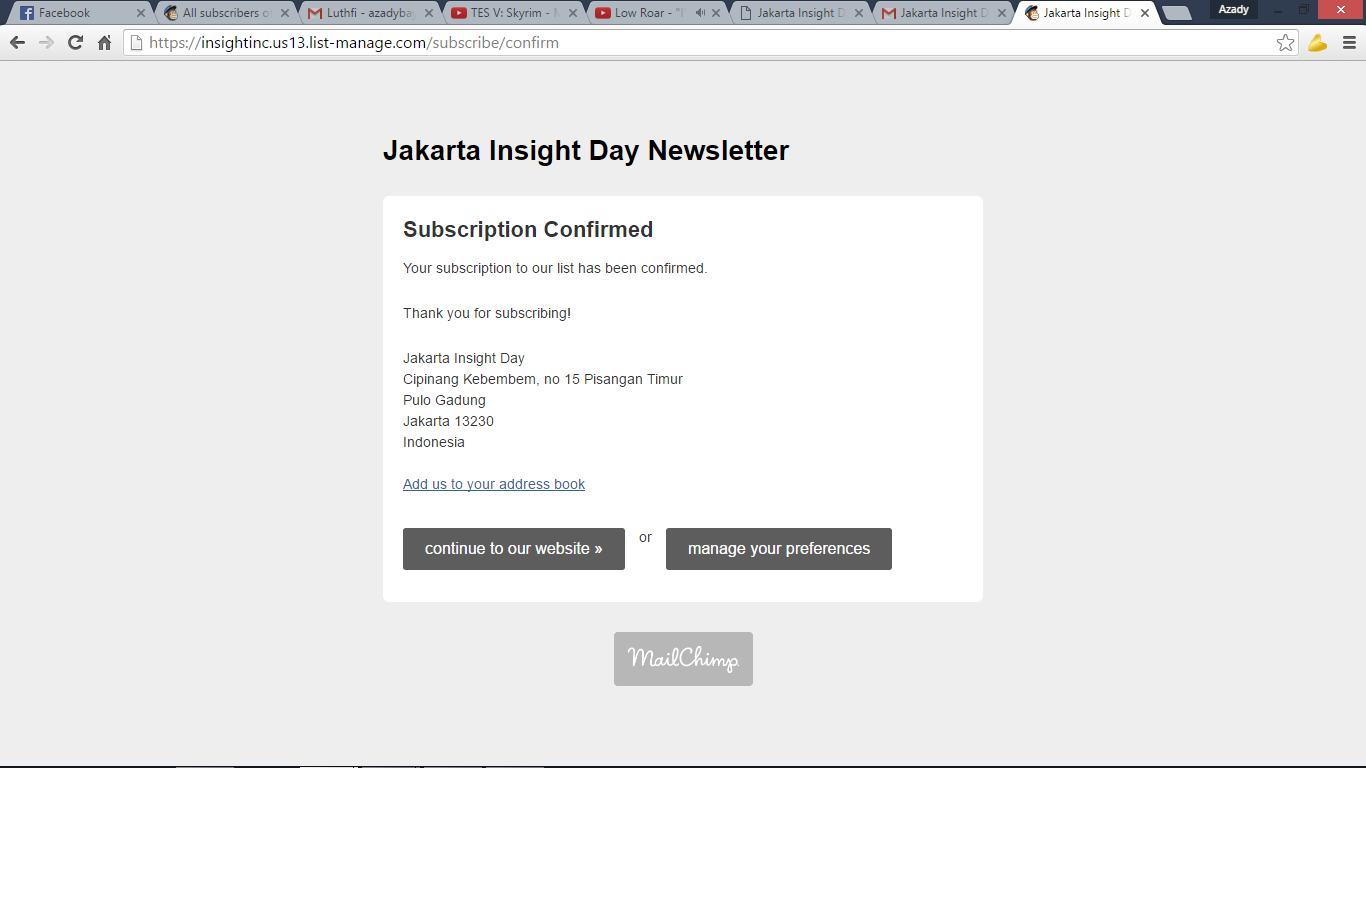 Facebook
All subscribers o
Luthfi - azadyba
TES V: Skyrim - M
Low Roar - "I
Jakarta Insight D
Jakarta Insight D
Jakarta Insight D
Azady
https://insightinc.us13.list-manage.com/subscribe/confirm
Jakarta Insight Day Newsletter
Subscription Confirmed
Your subscription to our list has been confirmed.
Thank you for subscribing!
Jakarta Insight Day
Cipinang Kebembem, no 15 Pisangan Timur
Pulo Gadung
Jakarta 13230
Indonesia
Add us to your address book
continue to our website »
or
manage your preferences
MailChimp